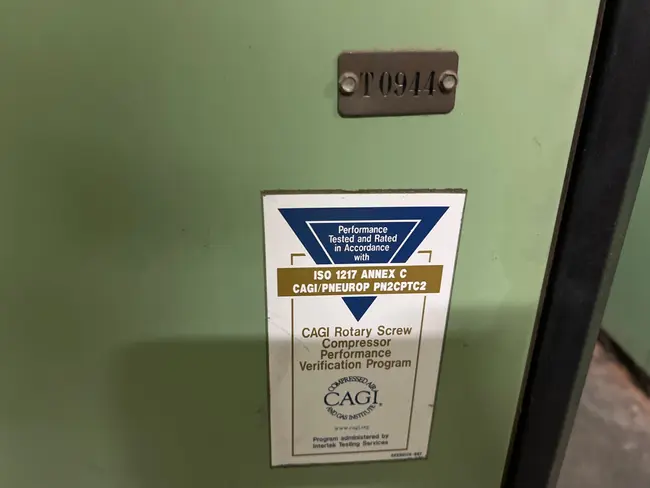 T0944
Performance
Tested and Rated
in Accordance
with
ISO 1217 ANNEX C
CAGI/PNEUROP PN2CPTC2
CAGI Rotary Screw
Compressor
Performance
Verification Program
COMPRESSED AIR
CAGI
AND GAS INSTITUTE
www.cagi.org
Program administered by
Intertek Testing Services